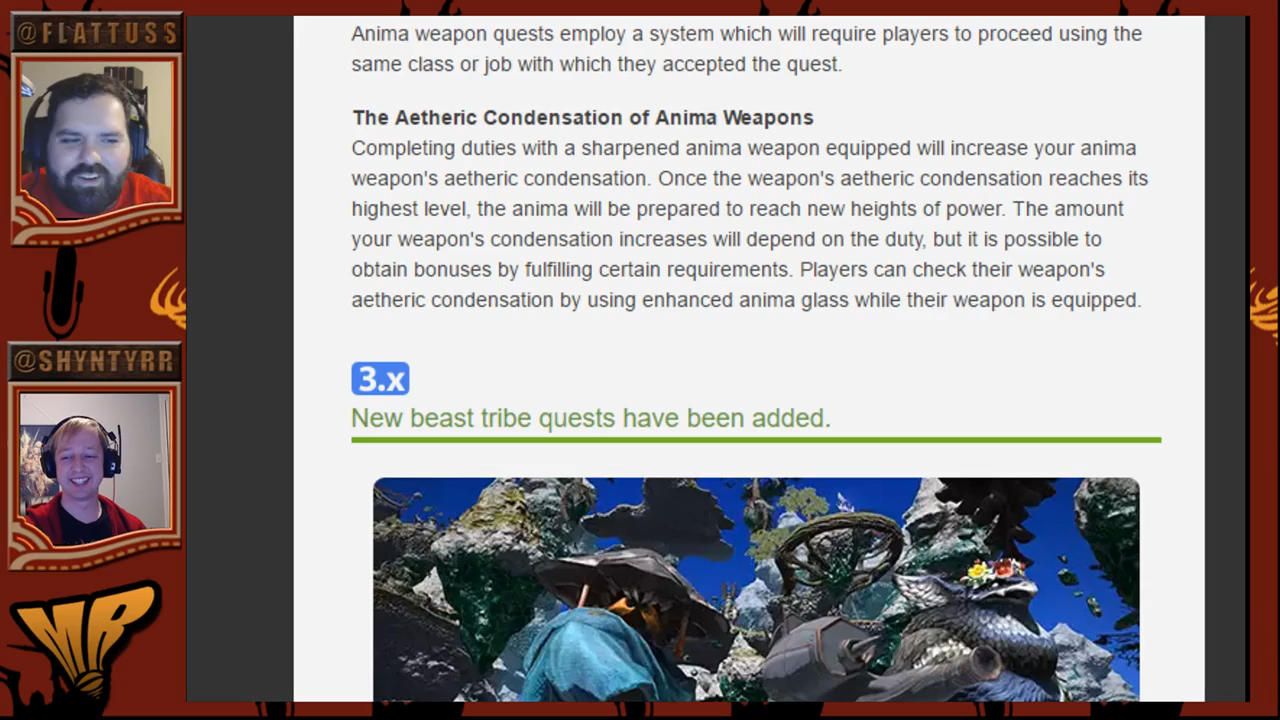 @FLATTUSS
Anima weapon quests employ a system which will require players to proceed using the
same class or job with which they accepted the quest.
The Aetheric Condensation of Anima Weapons
Completing duties with a sharpened anima weapon equipped will increase your anima
weapon's aetheric condensation. Once the weapon's aetheric condensation reaches its
highest level, the anima will be prepared to reach new heights of power. The amount
your weapon's condensation increases will depend on the duty, but it is possible to
obtain bonuses by fulfilling certain requirements. Players can check their weapon's
aetheric condensation by using enhanced anima glass while their weapon is equipped.
@SHYNTYRR
3.x
New beast tribe quests have been added.
MR